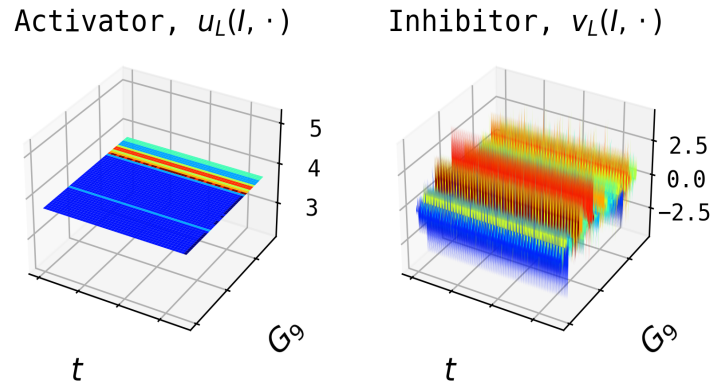 Activator, u_L(I, ·) Inhibitor, v_L(I, ·)
5
4
3
2.5
0.0
−2.5
G_9
t
G_9
t